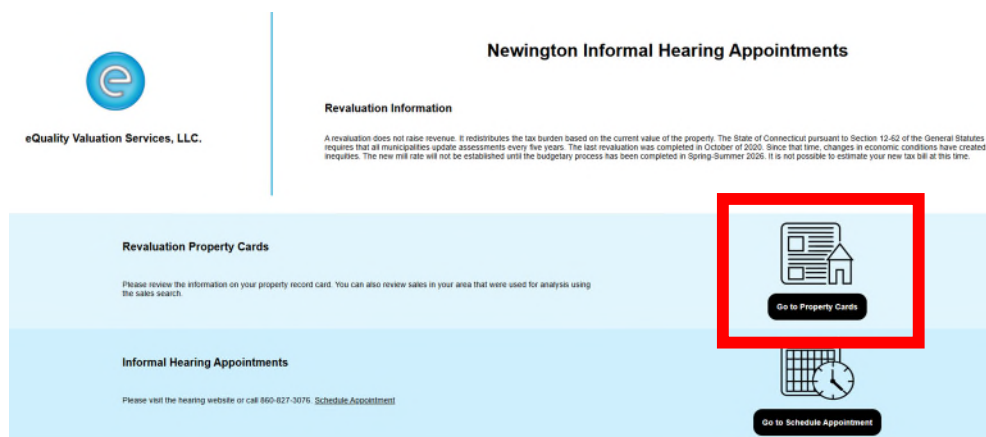 Newington Informal Hearing Appointments
e
eQuality Valuation Services, LLC.
Revaluation Information
A revaluation does not raise revenue. It redistributes the tax burden based on the current value of the property. The State of Connecticut pursuant to Section 12-62 of the General Statutes
requires that all municipalities update assessments every five years. The last revaluation was completed in October of 2020. Since that time, changes in economic conditions have created
inequities. The new mill rate will not be established until the budgetary process has been completed in Spring-Summer 2026. It is not possible to estimate your new tax bill at this time.
Revaluation Property Cards
Please review the information on your property record card. You can also review sales in your area that were used for analysis using
the sales search.
Go to Property Cards
Informal Hearing Appointments
Please visit the hearing website or call 860-827-3076. Schedule Appointment
Go to Schedule Appointment